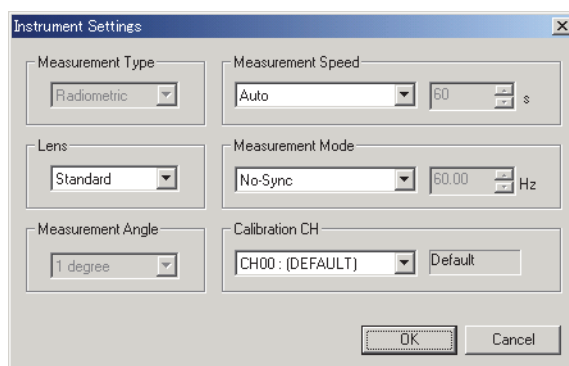 Instrument Settings
Measurement Type
Radiometric
Measurement Speed
Auto
60
s
Lens
Standard
Measurement Mode
No-Sync
60.00
Hz
Measurement Angle
1 degree
Calibration CH
CH00 : (DEFAULT)
Default
OK
Cancel